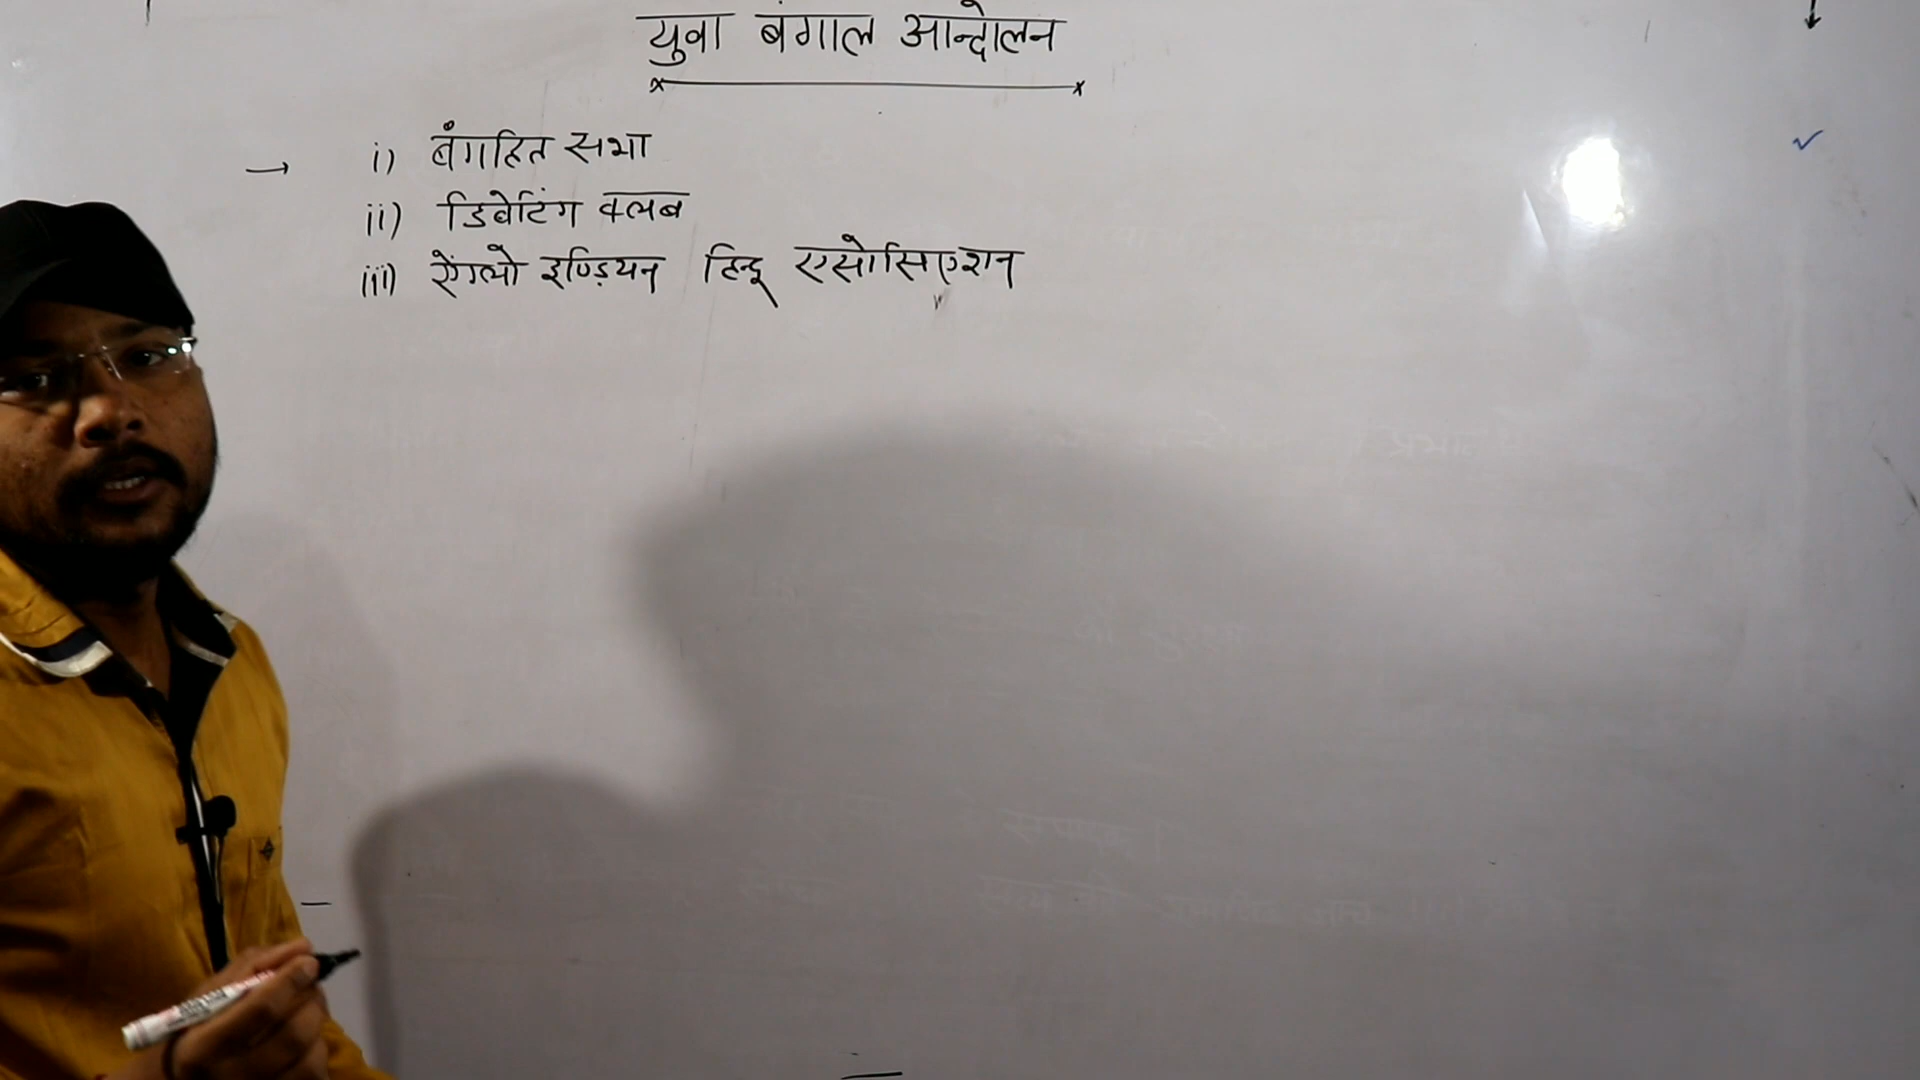 युवा बंगाल आन्दोलन
→ i) बंगहित सभा
ii) डिबेटिंग क्लब
iii) ऐंग्लो इण्डियन हिन्दू एसोसिएशन